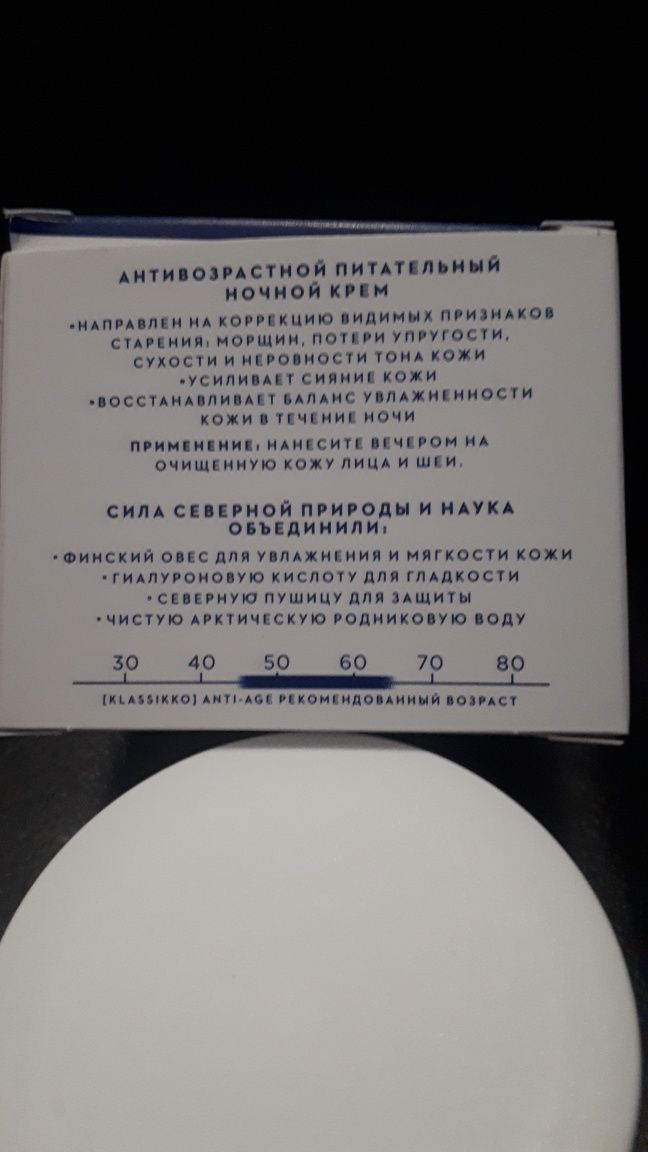 АНТИВОЗРАСТНОЙ ПИТАТЕЛЬНЫЙ
НОЧНОЙ КРЕМ
•НАПРАВЛЕН НА КОРРЕКЦИЮ ВИДИМЫХ ПРИЗНАКОВ
СТАРЕНИЯ: МОРЩИН, ПОТЕРИ УПРУГОСТИ,
СУХОСТИ И НЕРОВНОСТИ ТОНА КОЖИ
•УСИЛИВАЕТ СИЯНИЕ КОЖИ
•ВОССТАНАВЛИВАЕТ БАЛАНС УВЛАЖНЕННОСТИ
КОЖИ В ТЕЧЕНИЕ НОЧИ
ПРИМЕНЕНИЕ: НАНЕСИТЕ ВЕЧЕРОМ НА
ОЧИЩЕННУЮ КОЖУ ЛИЦА И ШЕИ.
СИЛА СЕВЕРНОЙ ПРИРОДЫ И НАУКА
ОБЪЕДИНИЛИ:
• ФИНСКИЙ ОВЕС ДЛЯ УВЛАЖНЕНИЯ И МЯГКОСТИ КОЖИ
• ГИАЛУРОНОВУЮ КИСЛОТУ ДЛЯ ГЛАДКОСТИ
• СЕВЕРНУЮ ПУШИЦУ ДЛЯ ЗАЩИТЫ
• ЧИСТУЮ АРКТИЧЕСКУЮ РОДНИКОВУЮ ВОДУ
30 40 50 60 70 80
[KLASSIKKO] ANTI-AGE РЕКОМЕНДОВАННЫЙ ВОЗРАСТ